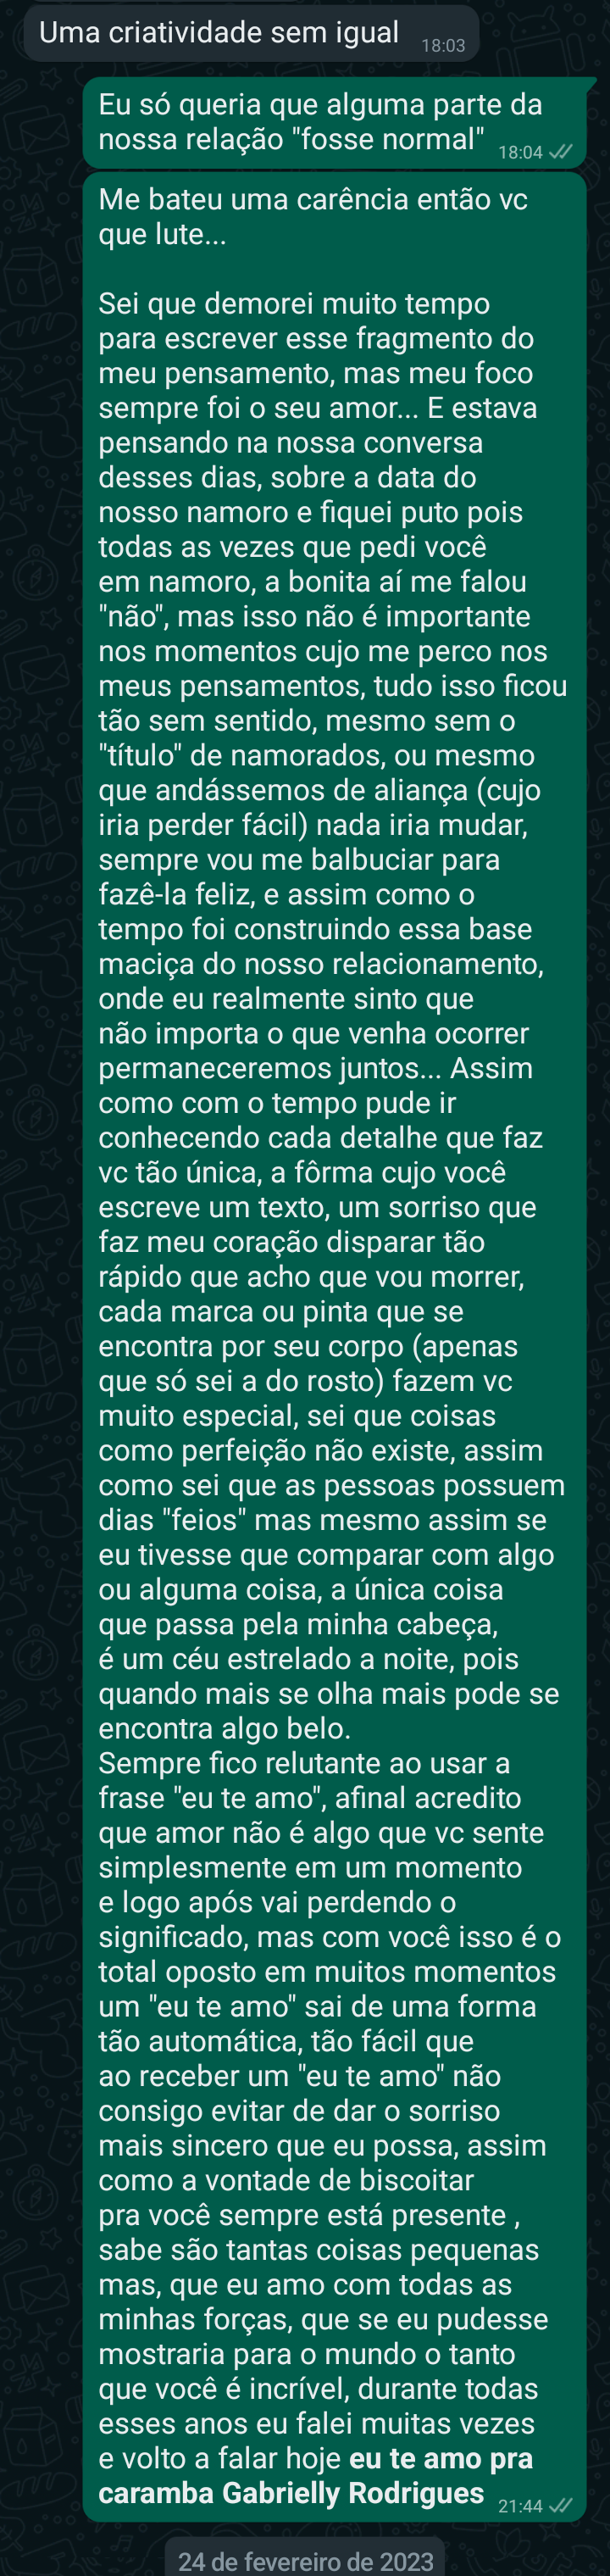 Uma criatividade sem igual
18:03
Eu só queria que alguma parte da
nossa relação "fosse normal"
18:04
Me bateu uma carência então vc
que lute...
Sei que demorei muito tempo
para escrever esse fragmento do
meu pensamento, mas meu foco
sempre foi o seu amor... E estava
pensando na nossa conversa
desses dias, sobre a data do
nosso namoro e fiquei puto pois
todas as vezes que pedi você
em namoro, a bonita aí me falou
"não", mas isso não é importante
nos momentos cujo me perco nos
meus pensamentos, tudo isso ficou
tão sem sentido, mesmo sem o
"título" de namorados, ou mesmo
que andássemos de aliança (cujo
iria perder fácil) nada iria mudar,
sempre vou me balbuciar para
fazê-la feliz, e assim como o
tempo foi construindo essa base
maciça do nosso relacionamento,
onde eu realmente sinto que
não importa o que venha ocorrer
permaneceremos juntos... Assim
como com o tempo pude ir
conhecendo cada detalhe que faz
vc tão única, a fôrma cujo você
escreve um texto, um sorriso que
faz meu coração disparar tão
rápido que acho que vou morrer,
cada marca ou pinta que se
encontra por seu corpo (apenas
que só sei a do rosto) fazem vc
muito especial, sei que coisas
como perfeição não existe, assim
como sei que as pessoas possuem
dias "feios" mas mesmo assim se
eu tivesse que comparar com algo
ou alguma coisa, a única coisa
que passa pela minha cabeça,
é um céu estrelado a noite, pois
quando mais se olha mais pode se
encontra algo belo.
Sempre fico relutante ao usar a
frase "eu te amo", afinal acredito
que amor não é algo que vc sente
simplesmente em um momento
e logo após vai perdendo o
significado, mas com você isso é o
total oposto em muitos momentos
um "eu te amo" sai de uma forma
tão automática, tão fácil que
ao receber um "eu te amo" não
consigo evitar de dar o sorriso
mais sincero que eu possa, assim
como a vontade de biscoitar
pra você sempre está presente ,
sabe são tantas coisas pequenas
mas, que eu amo com todas as
minhas forças, que se eu pudesse
mostraria para o mundo o tanto
que você é incrível, durante todas
esses anos eu falei muitas vezes
e volto a falar hoje eu te amo pra
caramba Gabrielly Rodrigues
21:44
24 de fevereiro de 2023